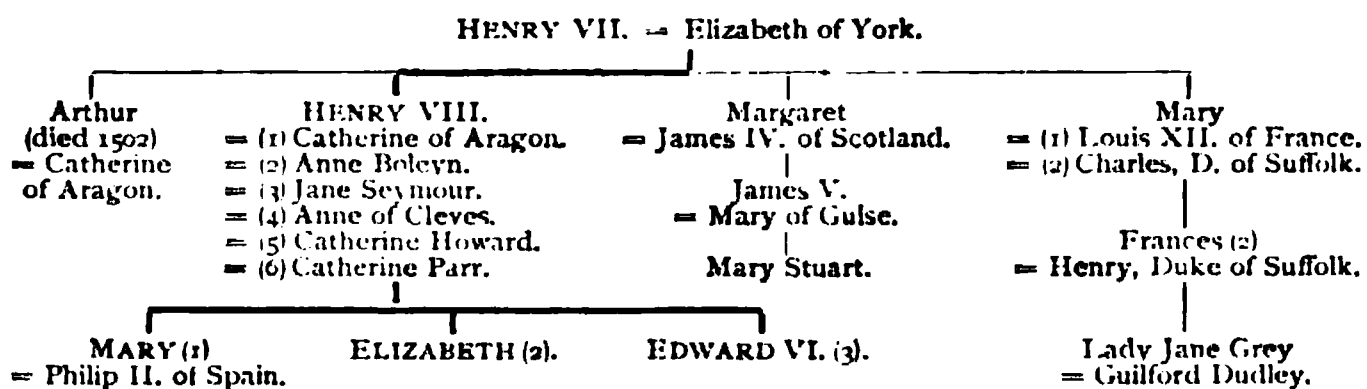 HENRY VII. = Elizabeth of York.
Arthur
(died 1502)
= Catherine
of Aragon.
HENRY VIII.
= (1) Catherine of Aragon.
= (2) Anne Boleyn.
= (3) Jane Seymour.
= (4) Anne of Cleves.
= (5) Catherine Howard.
= (6) Catherine Parr.
Margaret
= James IV. of Scotland.
James V.
= Mary of Guise.
Mary Stuart.
Mary
= (1) Louis XII. of France.
= (2) Charles, D. of Suffolk.
Frances (2)
= Henry, Duke of Suffolk.
MARY (1)
= Philip II. of Spain.
ELIZABETH (2).
EDWARD VI. (3).
Lady Jane Grey
= Guilford Dudley.